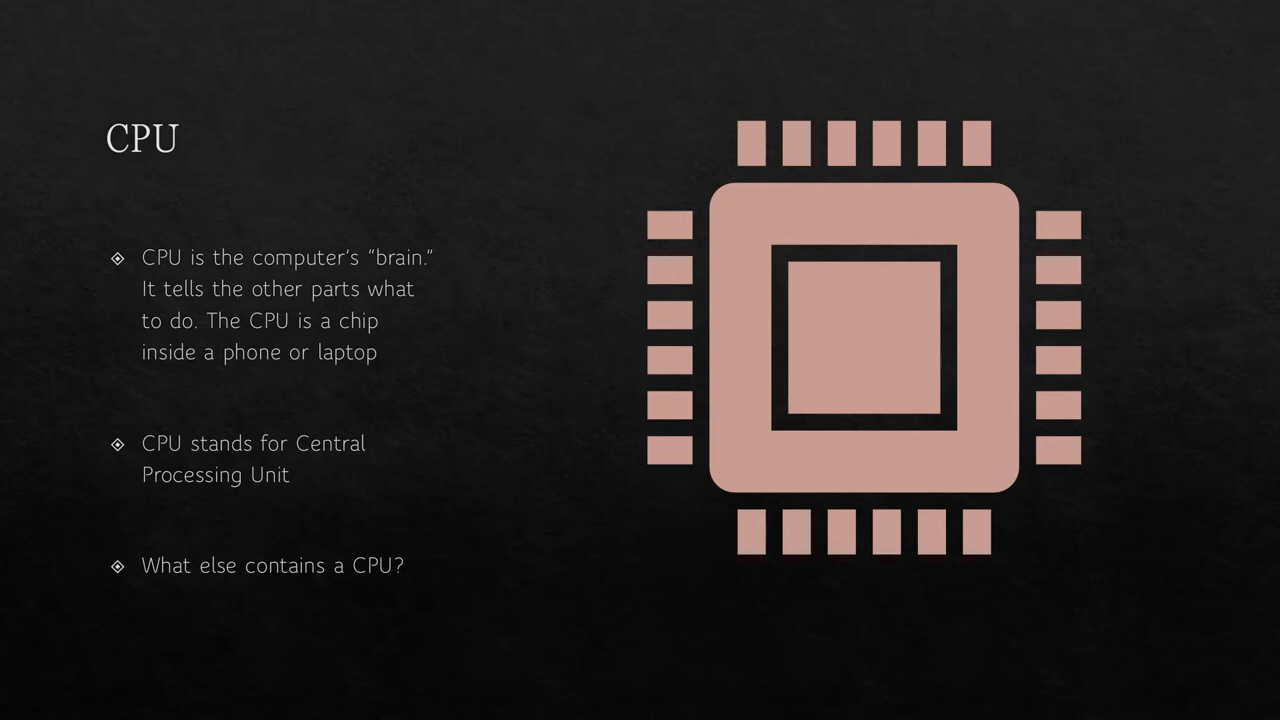 CPU
CPU is the computer's “brain.”
It tells the other parts what
to do. The CPU is a chip
inside a phone or laptop
CPU stands for Central
Processing Unit
What else contains a CPU?